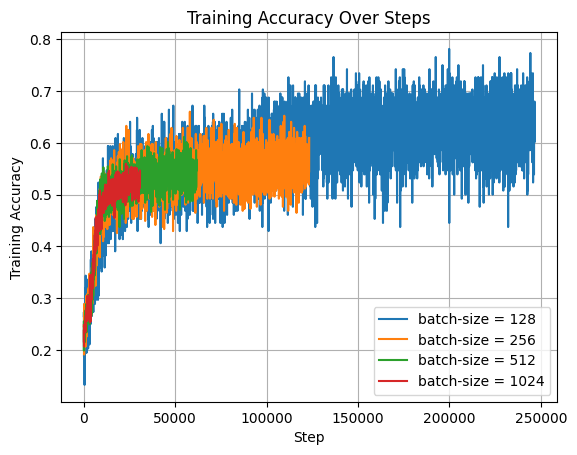 Training Accuracy Over Steps
0.8
0.7
0.6
0.5
0.4
0.3
0.2
Training Accuracy
batch-size = 128
batch-size = 256
batch-size = 512
batch-size = 1024
0 50000 100000 150000 200000 250000
Step